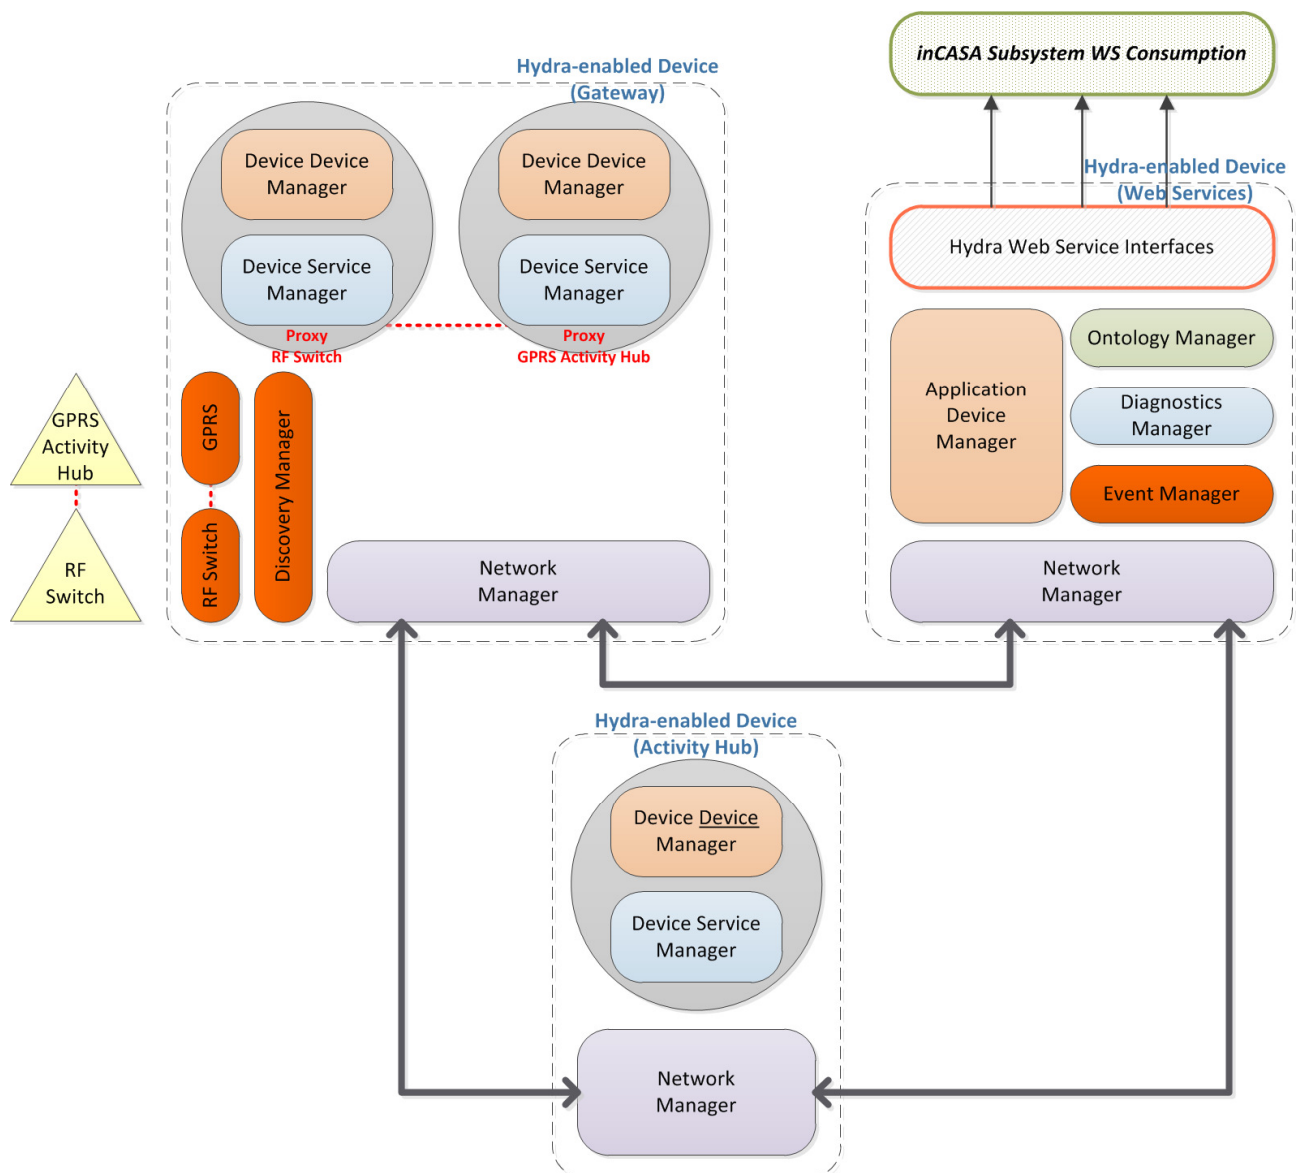 inCASA Subsystem WS Consumption
Hydra-enabled Device
(Gateway)
Device Device
Manager
Device Service
Manager
Proxy
RF Switch
Device Device
Manager
Device Service
Manager
Proxy
GPRS Activity Hub
GPRS
Activity
Hub
RF
Switch
GPRS
RF Switch
Discovery Manager
Network
Manager
Hydra-enabled Device
(Web Services)
Hydra Web Service Interfaces
Application
Device
Manager
Ontology Manager
Diagnostics
Manager
Event Manager
Network
Manager
Hydra-enabled Device
(Activity Hub)
Device Device
Manager
Device Service
Manager
Network
Manager